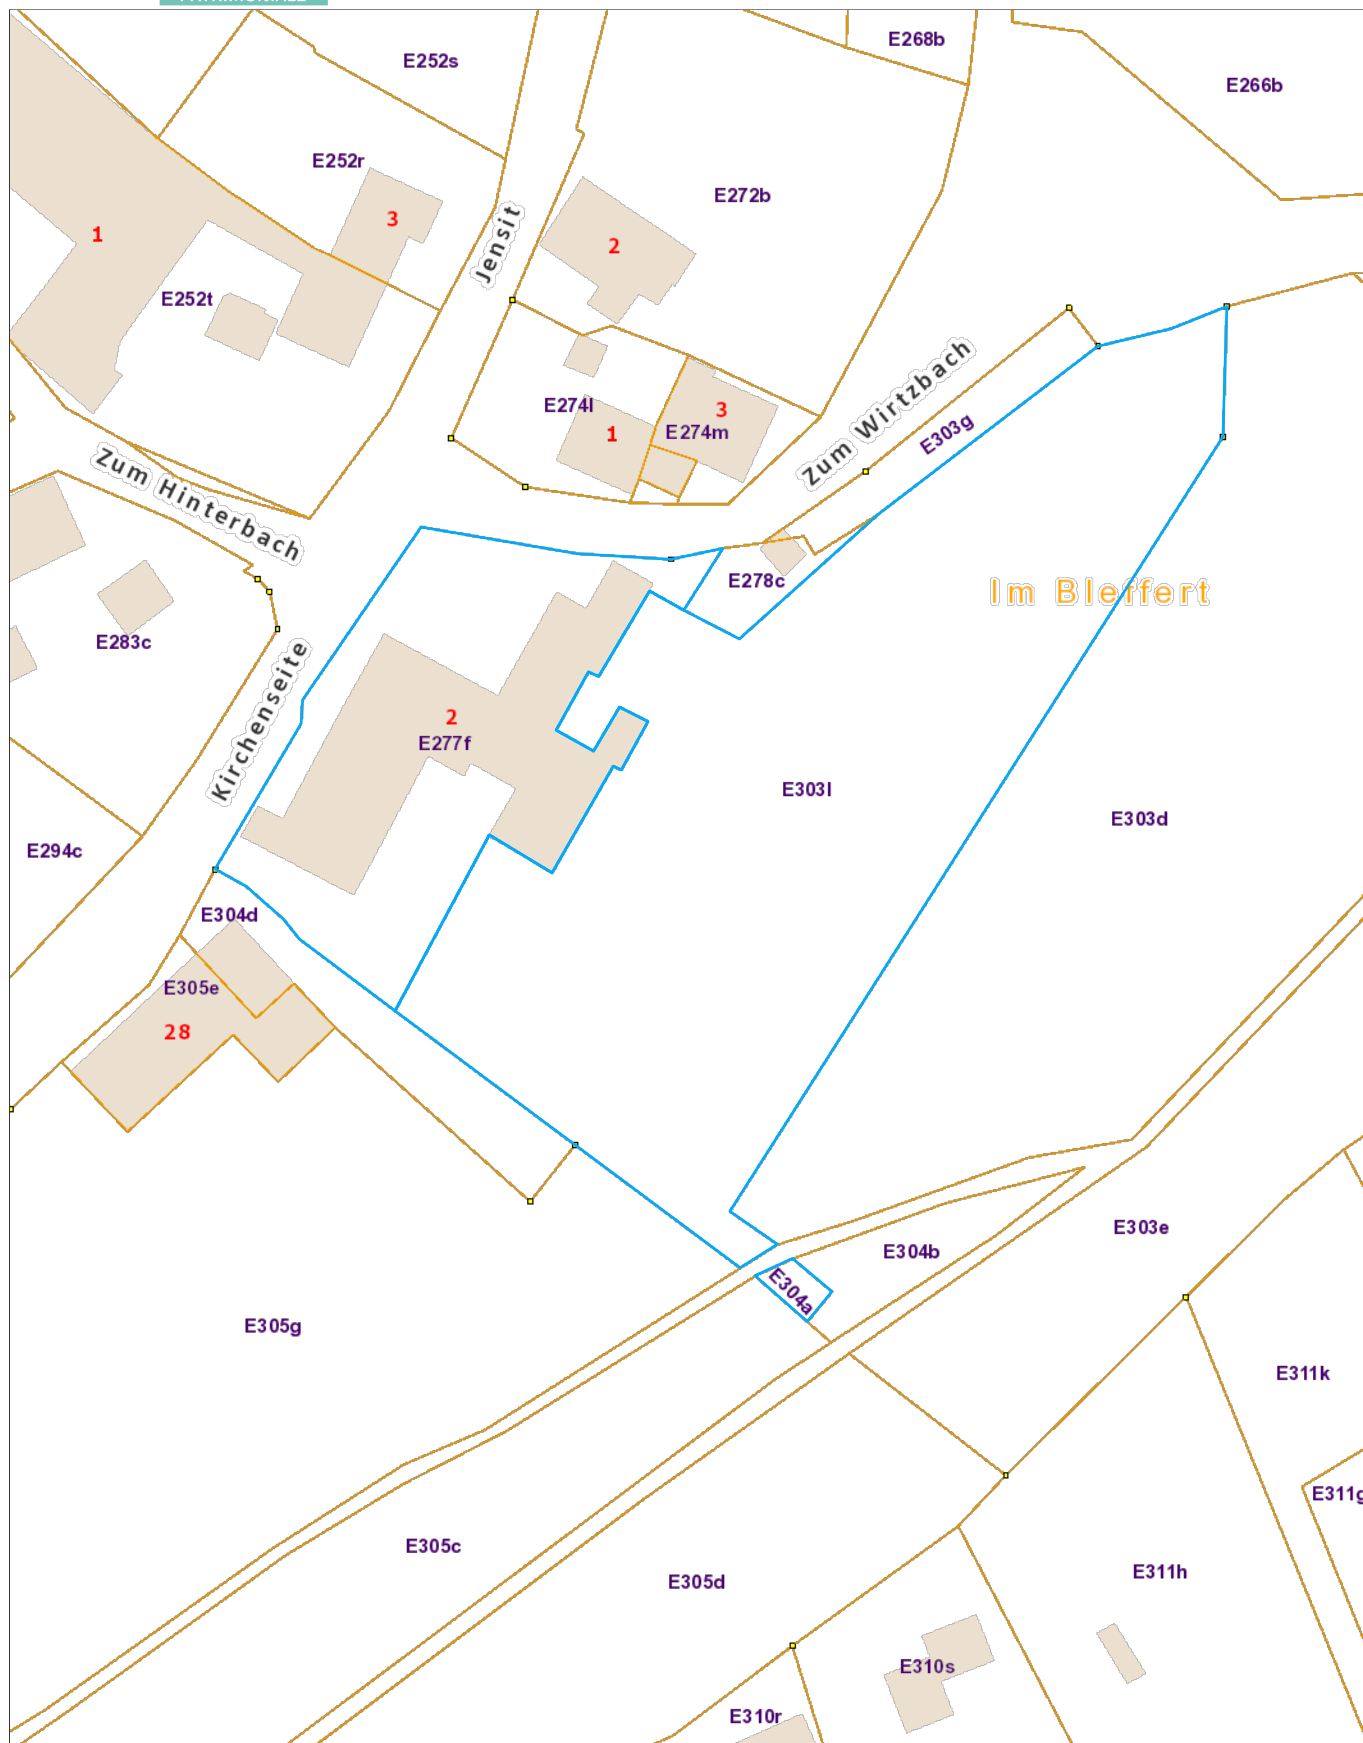 E252s
E268b
E266b
E252r
3
E272b
1
Jensit
2
E252t
Zum Wirtzbach
E274l
3
1
E274m
E303g
Zum Hinterbach
E278c
Im Bleffert
E283c
Kirchenseite
2
E277f
E303l
E303d
E294c
E304d
E305e
28
E303e
E304b
E304a
E305g
E311k
E311g
E305c
E311h
E305d
E310s
E310r